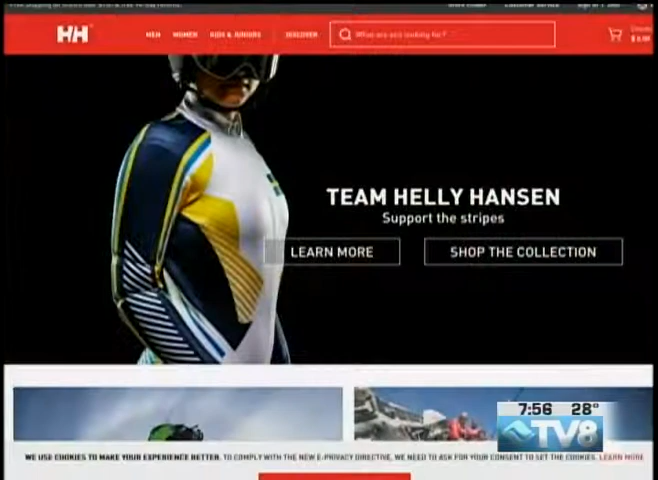 HH
MEN WOMEN KIDS & JUNIORS DISCOVER What are you looking for?
TEAM HELLY HANSEN
Support the stripes
LEARN MORE SHOP THE COLLECTION
7:56 28°
TV8
WE USE COOKIES TO MAKE YOUR EXPERIENCE BETTER. TO COMPLY WITH THE NEW E-PRIVACY DIRECTIVE, WE NEED TO ASK FOR YOUR CONSENT TO SET THE COOKIES. LEARN MORE